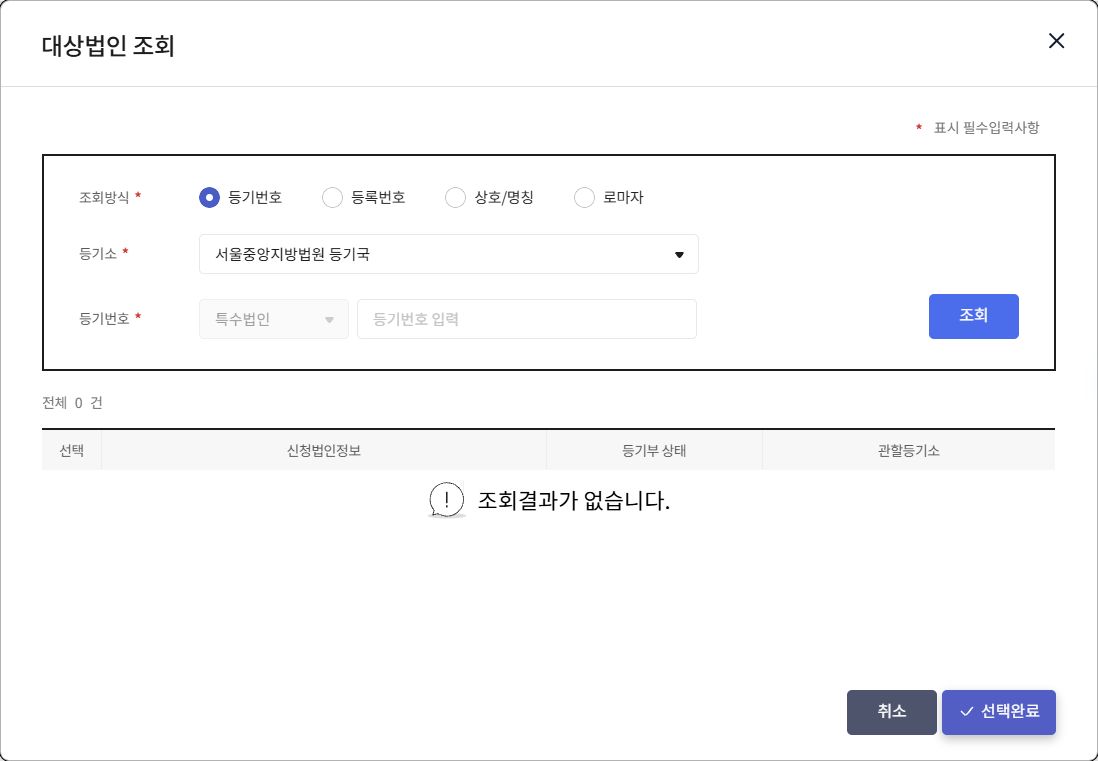 대상법인 조회
* 표시 필수입력사항
조회방식 * 등기번호 등록번호 상호/명칭 로마자
등기소 * 서울중앙지방법원 등기국
등기번호 * 특수법인 등기번호 입력 조회
전체 0 건
선택 신청법인정보 등기부 상태 관할등기소
! 조회결과가 없습니다.
취소 선택완료